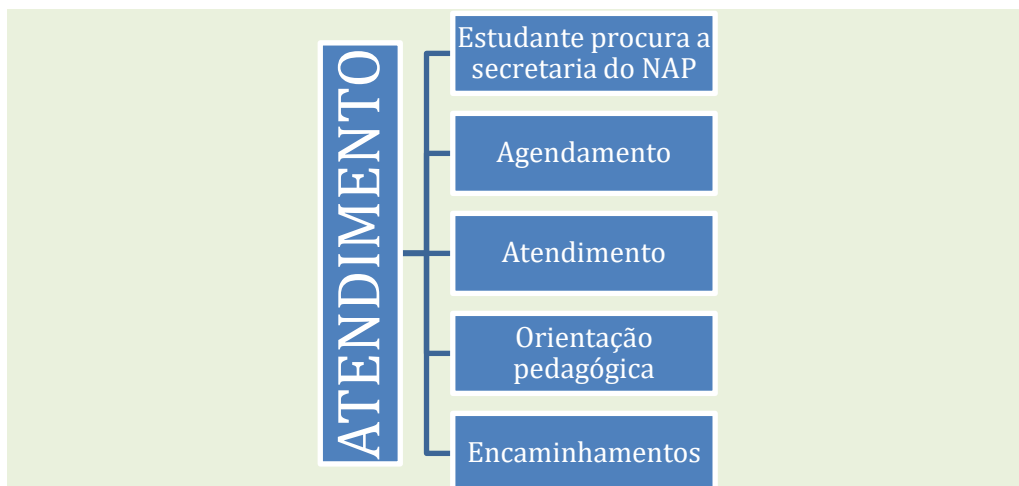 ATENDIMENTO
Estudante procura a
secretaria do NAP
Agendamento
Atendimento
Orientação
pedagógica
Encaminhamentos